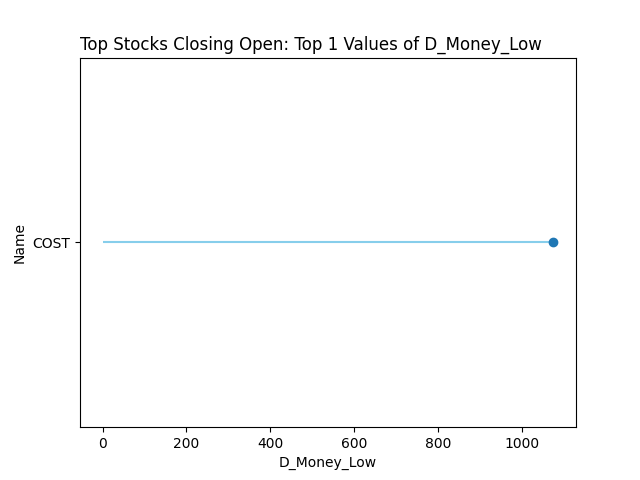 Top Stocks Closing Open: Top 1 Values of D_Money_Low
Name
COST
0 200 400 600 800 1000
D_Money_Low